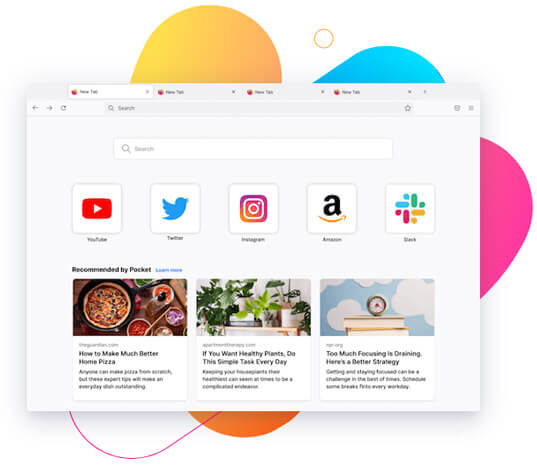 New Tab New Tab New Tab New Tab
Search
Search
YouTube Twitter Instagram Amazon Slack
Recommended by Pocket Learn more
theguardian.com
How to Make Much Better
Home Pizza
Anyone can make pizza from scratch,
but these expert tips will make an
everyday dish outstanding.
apartmenttherapy.com
If You Want Healthy Plants, Do
This Simple Task Every Day
Keeping your houseplants their
healthiest can seem at times to be a
complicated endeavor.
npr.org
Too Much Focusing Is Draining.
Here's a Better Strategy
Getting and staying focused can be a
challenge in the best of times. Schedule
some breaks first every workday.